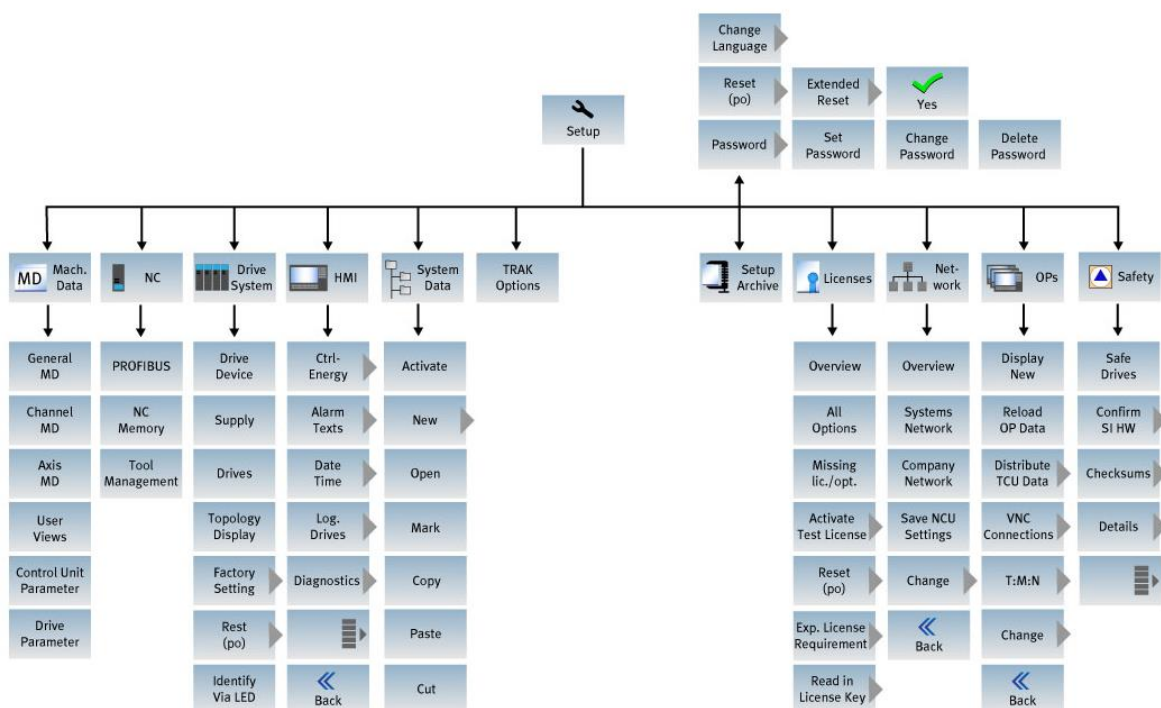 Change
Language
Reset
(po)
Extended
Reset
Yes
Setup
Password
Set
Password
Change
Password
Delete
Password
MD
Mach.
Data
NC
Drive
System
HMI
System
Data
TRAK
Options
Setup
Archive
Licenses
Net-
work
OPs
Safety
General
MD
Channel
MD
Axis
MD
User
Views
Control Unit
Parameter
Drive
Parameter
PROFIBUS
NC
Memory
Tool
Management
Drive
Device
Supply
Drives
Topology
Display
Factory
Setting
Rest
(po)
Identify
Via LED
Ctrl-
Energy
Alarm
Texts
Date
Time
Log.
Drives
Diagnostics
Back
Activate
New
Open
Mark
Copy
Paste
Cut
Overview
All
Options
Missing
lic./opt.
Activate
Test License
Reset
(po)
Exp. License
Requirement
Read in
License Key
Overview
Systems
Network
Company
Network
Save NCU
Settings
Change
Back
Display
New
Reload
OP Data
Distribute
TCU Data
VNC
Connections
T:M:N
Change
Back
Safe
Drives
Confirm
SI HW
Checksums
Details